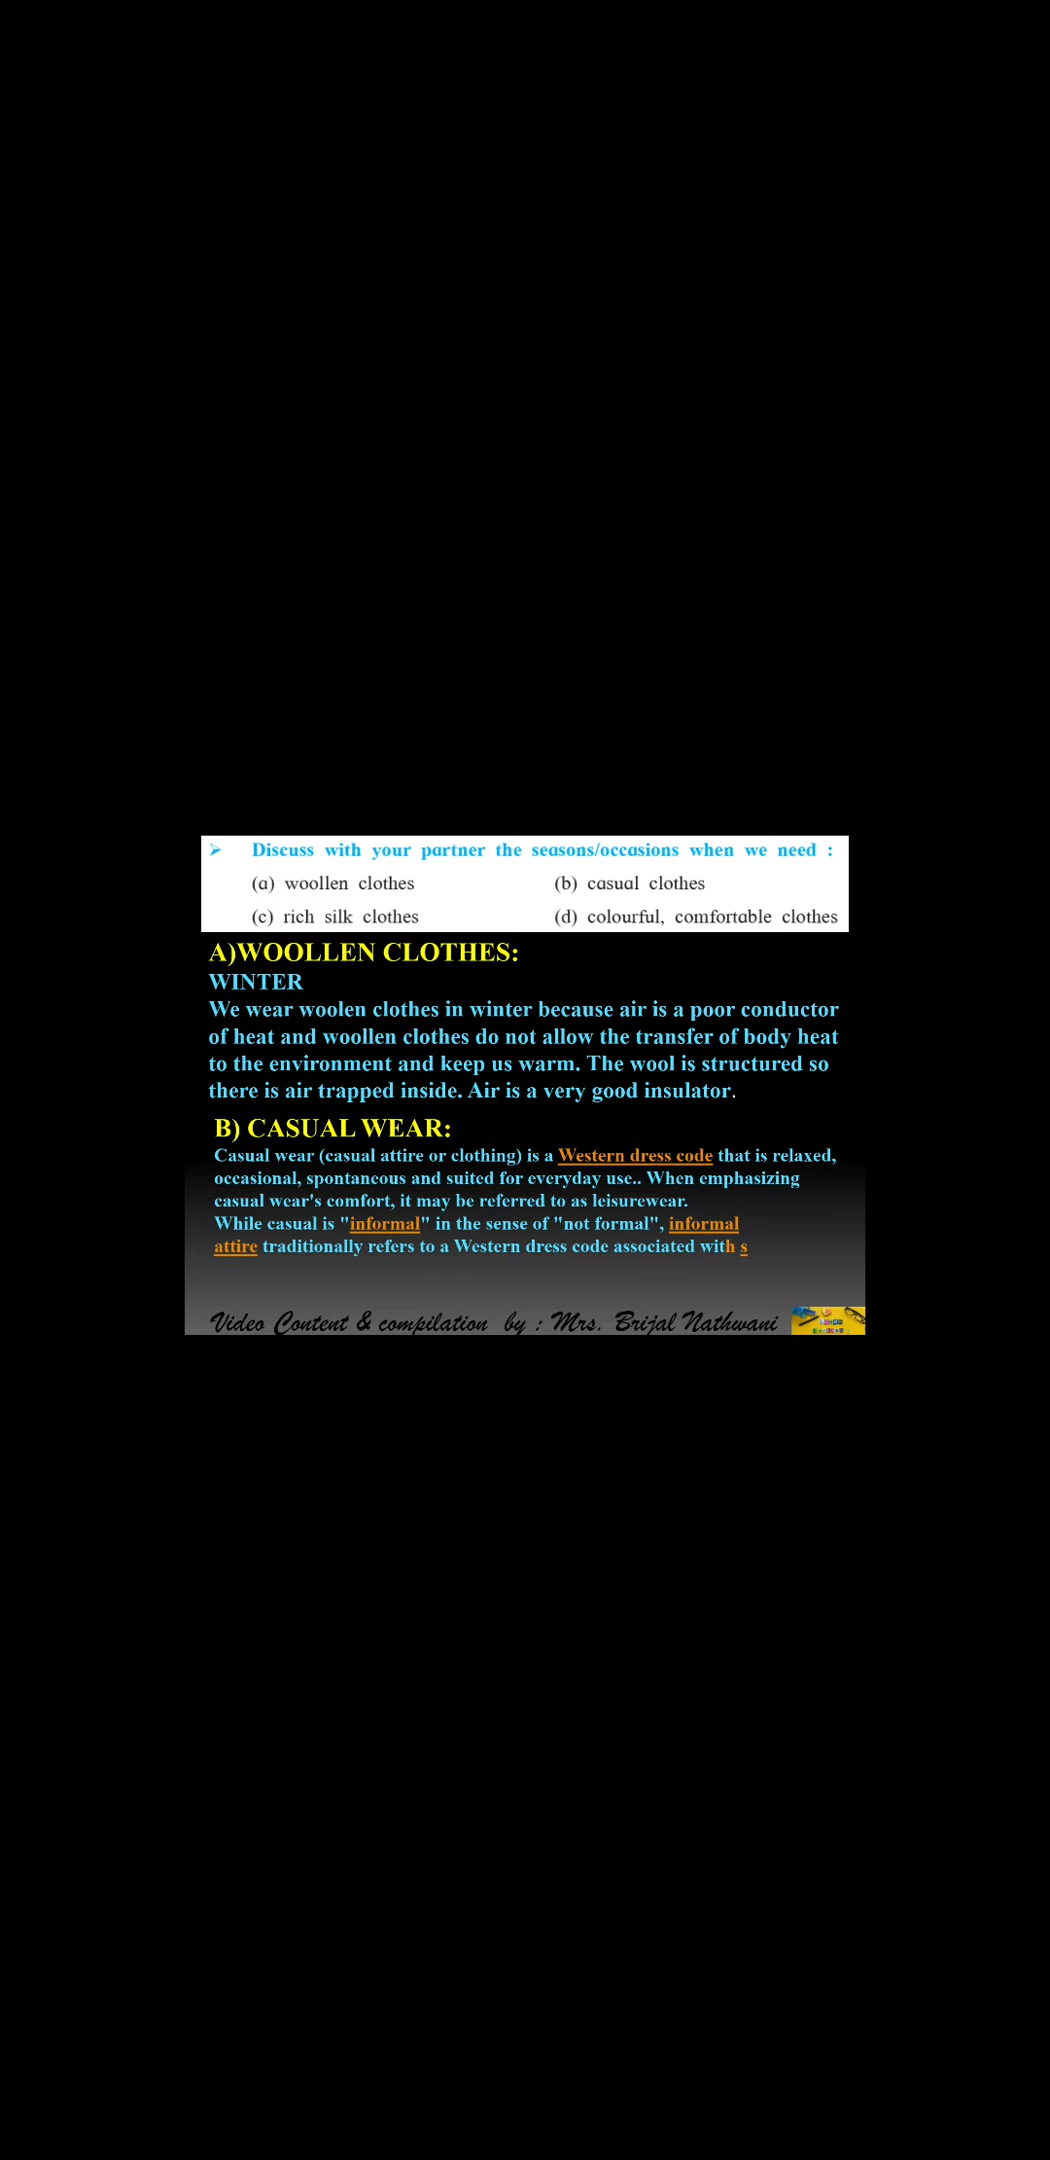 ➢ Discuss with your partner the seasons/occasions when we need :
(a) woollen clothes (b) casual clothes
(c) rich silk clothes (d) colourful, comfortable clothes
A)WOOLLEN CLOTHES:
WINTER
We wear woolen clothes in winter because air is a poor conductor
of heat and woollen clothes do not allow the transfer of body heat
to the environment and keep us warm. The wool is structured so
there is air trapped inside. Air is a very good insulator.
B) CASUAL WEAR:
Casual wear (casual attire or clothing) is a Western dress code that is relaxed,
occasional, spontaneous and suited for everyday use.. When emphasizing
casual wear's comfort, it may be referred to as leisurewear.
While casual is "informal" in the sense of "not formal", informal
attire traditionally refers to a Western dress code associated with s
Video Content & compilation by : Mrs. Brijal Nathwani